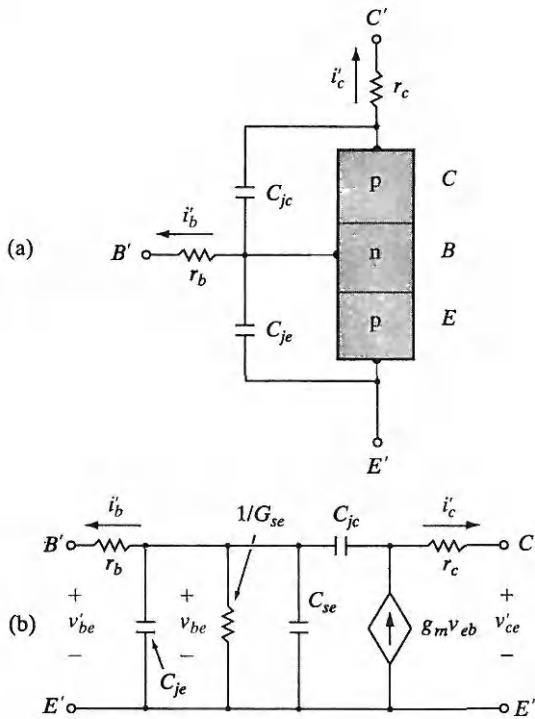 C'
i'c
rc
Cjc
p
C
i'b
(a)
B'
rb
n
B
Cje
p
E
E'
i'b
1/Gse
Cjc
i'c
B'
rb
rc
C
+
+
Cse
+
(b)
v'be
vbe
gmveb
v'ce
−
−
−
Cje
E'
E'